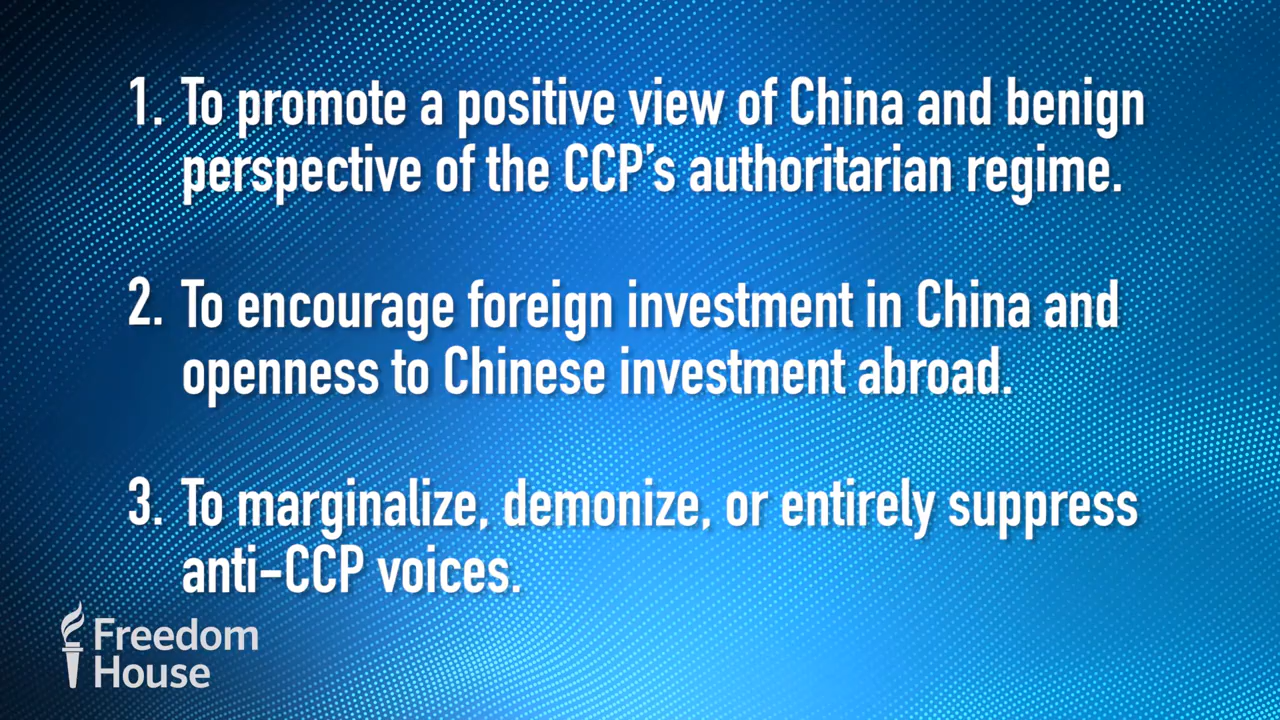 1. To promote a positive view of China and benign
perspective of the CCP's authoritarian regime.
2. To encourage foreign investment in China and
openness to Chinese investment abroad.
3. To marginalize, demonize, or entirely suppress
anti-CCP voices.
Freedom
House